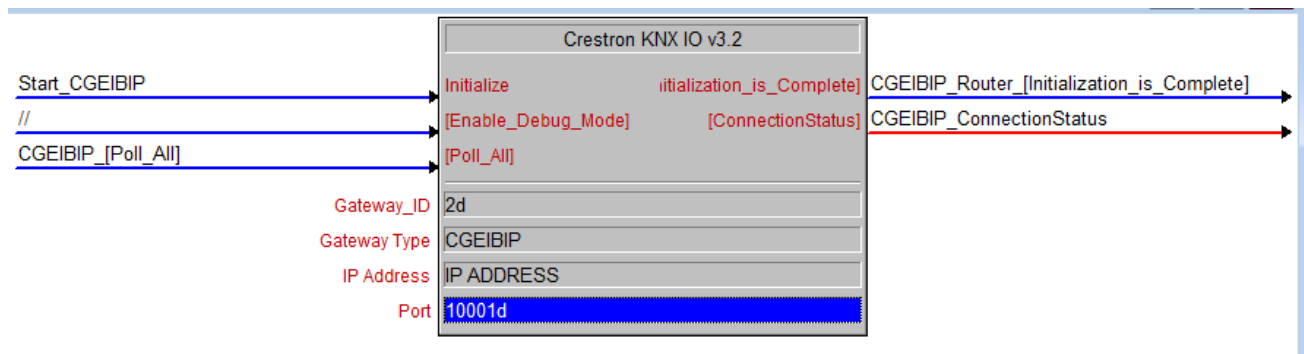 Crestron KNX IO v3.2
Start_CGEIBIP Initialize itialization_is_Complete] CGEIBIP_Router_[Initialization_is_Complete]
// [Enable_Debug_Mode] [ConnectionStatus] CGEIBIP_ConnectionStatus
CGEIBIP_[Poll_All] [Poll_All]
Gateway_ID 2d
Gateway Type CGEIBIP
IP Address IP ADDRESS
Port 10001d